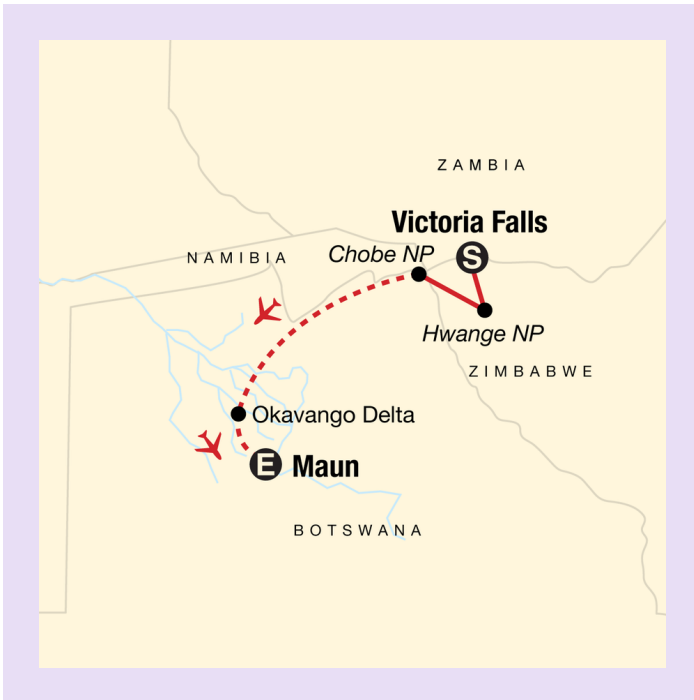 ZAMBIA
Victoria Falls
S
Chobe NP
NAMIBIA
Hwange NP
ZIMBABWE
Okavango Delta
E
Maun
BOTSWANA